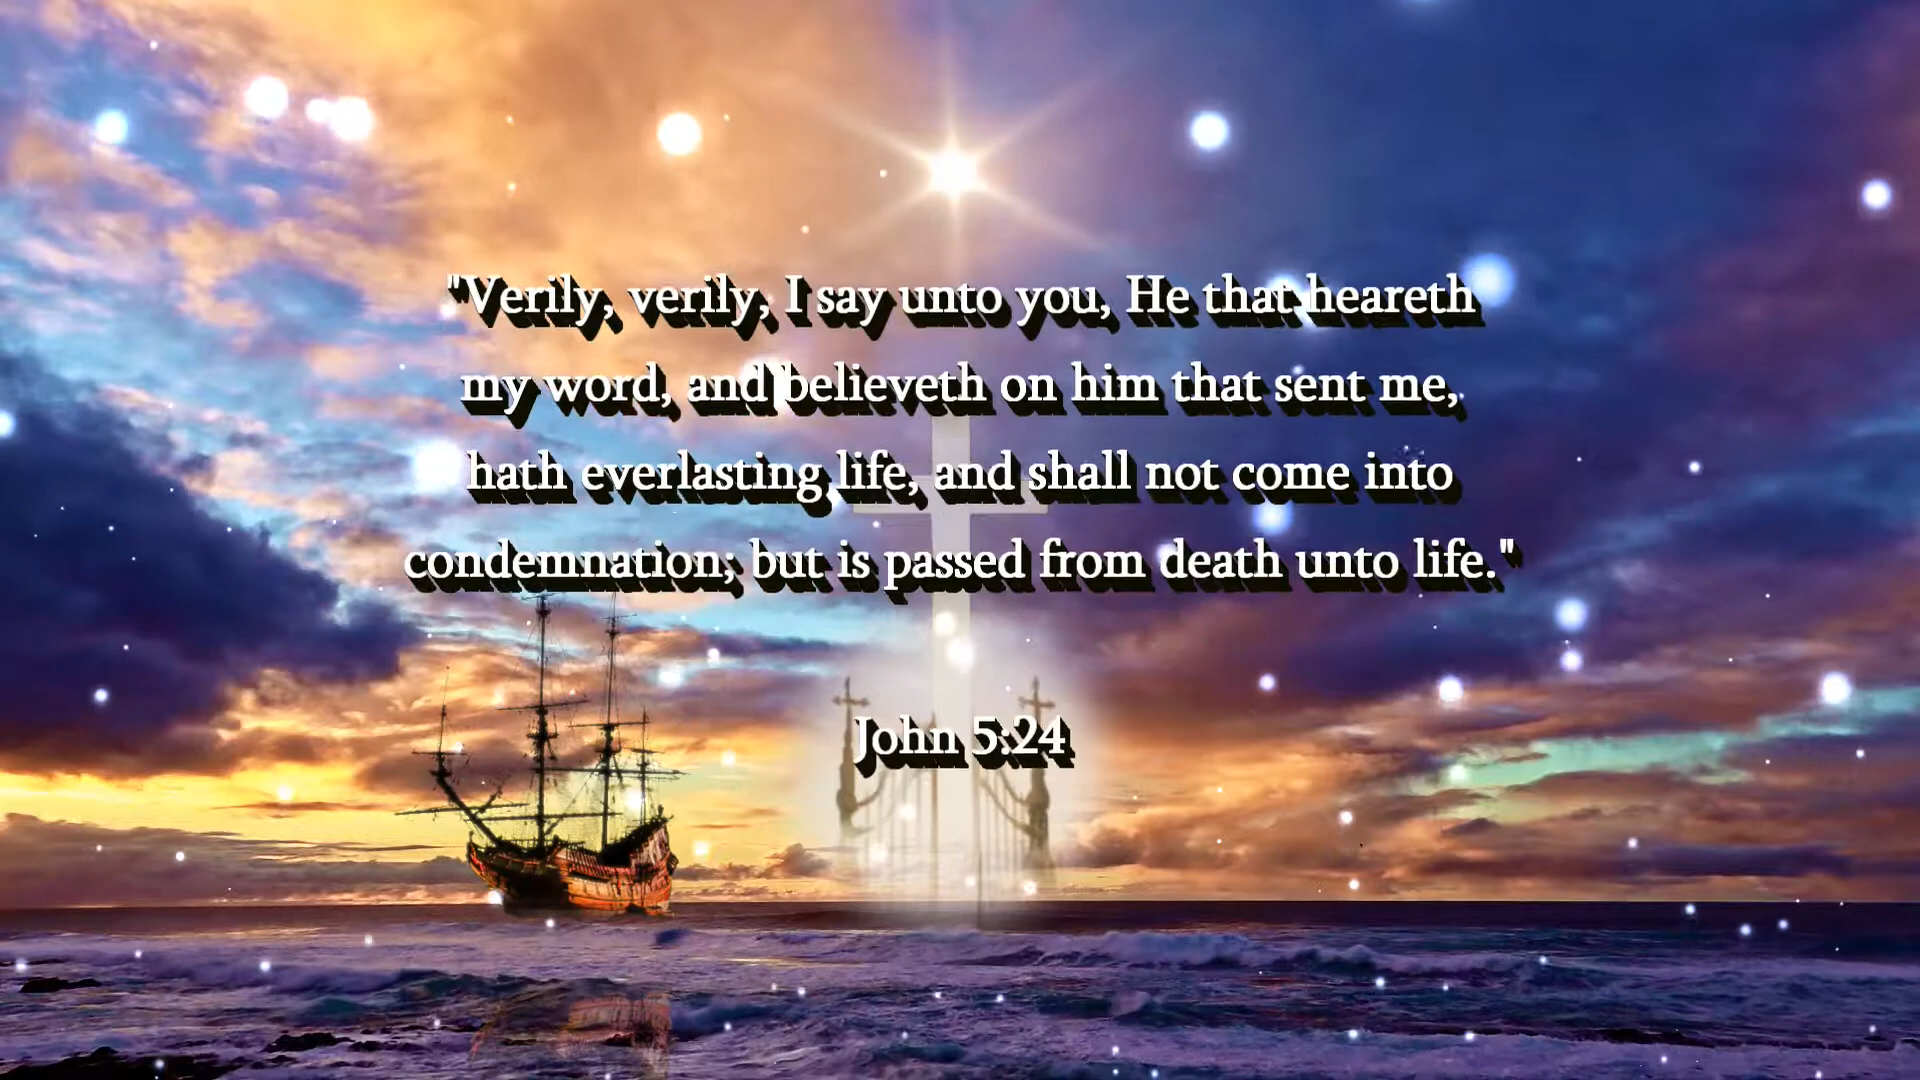 "Verily, verily, I say unto you, He that heareth
my word, and believeth on him that sent me,
hath everlasting life, and shall not come into
condemnation; but is passed from death unto life."
John 5:24